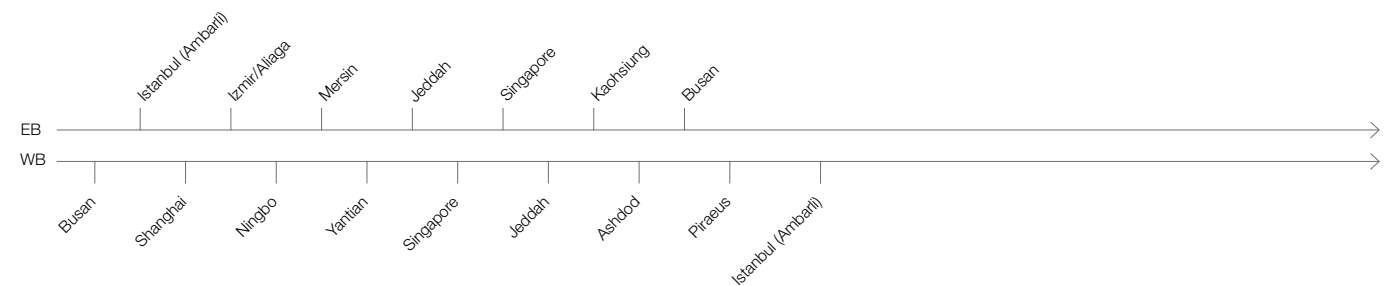 EB
Istanbul (Ambarli)
Izmir/Aliaga
Mersin
Jeddah
Singapore
Kaohsiung
Busan
WB
Busan
Shanghai
Ningbo
Yantian
Singapore
Jeddah
Ashdod
Piraeus
Istanbul (Ambarli)